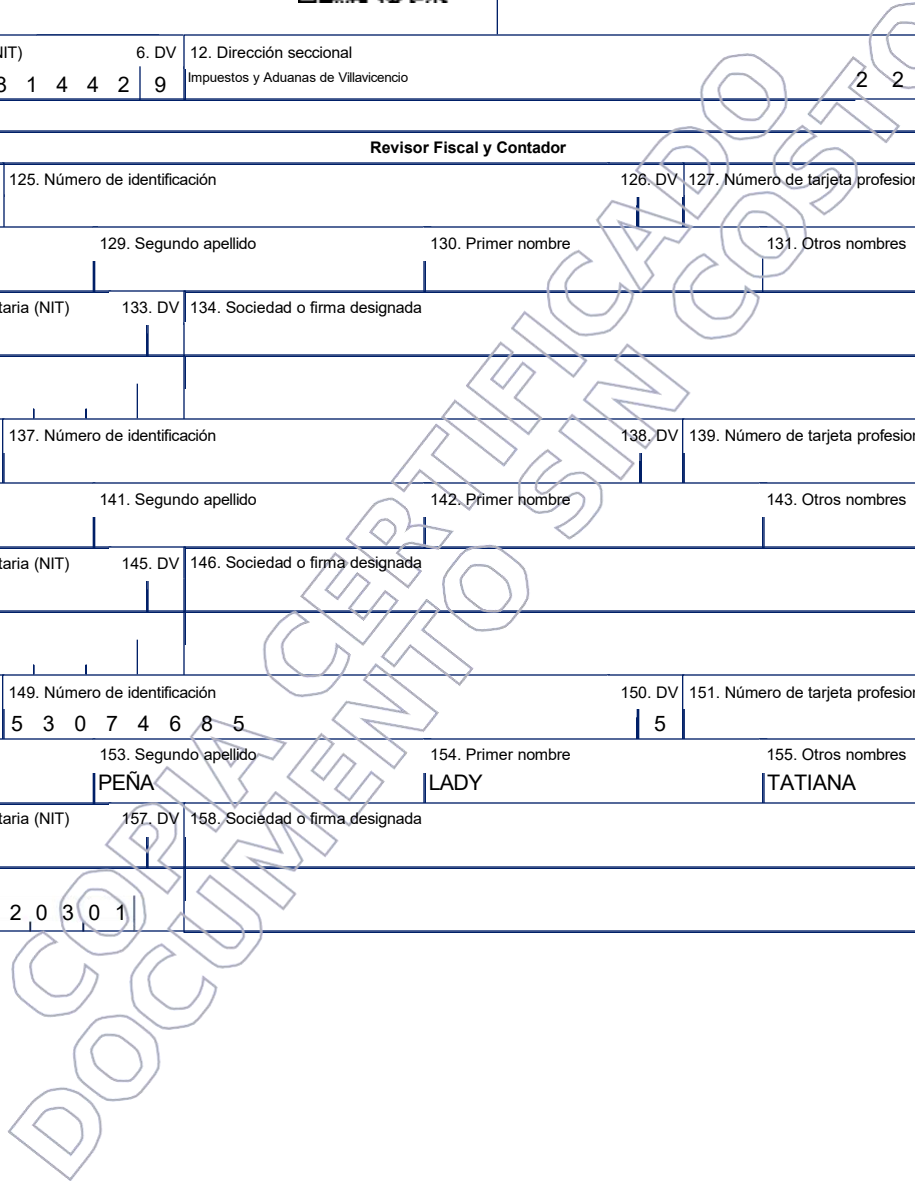 NIT) 6. DV 12. Dirección seccional
8 1 4 4 2 9 Impuestos y Aduanas de Villavicencio 2 2
Revisor Fiscal y Contador
125. Número de identificación 126. DV 127. Número de tarjeta profesion
129. Segundo apellido 130. Primer nombre 131. Otros nombres
taria (NIT) 133. DV 134. Sociedad o firma designada
137. Número de identificación 138. DV 139. Número de tarjeta profesion
141. Segundo apellido 142. Primer nombre 143. Otros nombres
taria (NIT) 145. DV 146. Sociedad o firma designada
149. Número de identificación 150. DV 151. Número de tarjeta profesion
5 3 0 7 4 6 8 5 5
153. Segundo apellido 154. Primer nombre 155. Otros nombres
PEÑA LADY TATIANA
taria (NIT) 157. DV 158. Sociedad o firma designada
2 0 3 0 1
COPIA CERTIFICADO
DOCUMENTO SIN COSTO